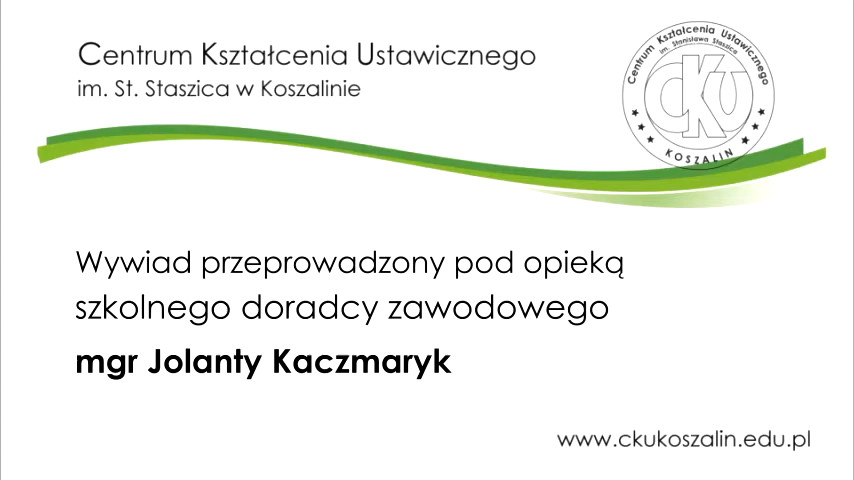 Centrum Kształcenia Ustawicznego
im. St. Staszica w Koszalinie
Centrum Kształcenia Ustawicznego
im. Stanisława Staszica
CKU
KOSZALIN
Wywiad przeprowadzony pod opieką
szkolnego doradcy zawodowego
mgr Jolanty Kaczmaryk
www.ckukoszalin.edu.pl